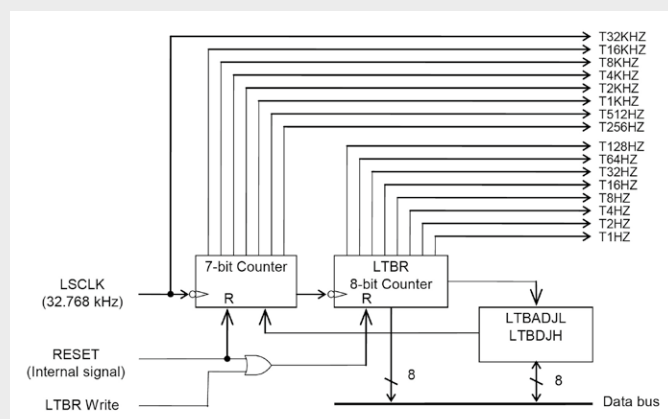 T32KHZ
T16KHZ
T8KHZ
T4KHZ
T2KHZ
T1KHZ
T512HZ
T256HZ
T128HZ
T64HZ
T32HZ
T16HZ
T8HZ
T4HZ
T2HZ
T1HZ
7-bit Counter
R
LTBR
8-bit Counter
R
LSCLK
(32.768 kHz)
LTBADJL
LTBDJH
RESET
(Internal signal)
8
8
LTBR Write
Data bus